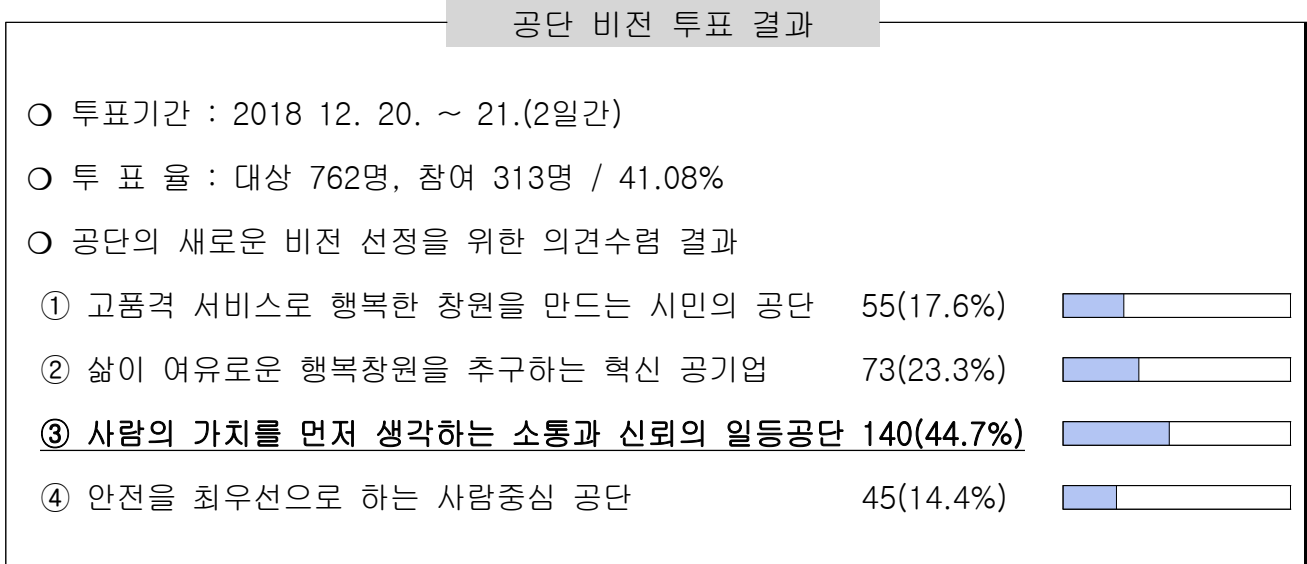 공단 비전 투표 결과
❍ 투표기간 : 2018 12. 20. ~ 21.(2일간)
❍ 투 표 율 : 대상 762명, 참여 313명 / 41.08%
❍ 공단의 새로운 비전 선정을 위한 의견수렴 결과
① 고품격 서비스로 행복한 창원을 만드는 시민의 공단 55(17.6%)
② 삶이 여유로운 행복창원을 추구하는 혁신 공기업 73(23.3%)
③ 사람의 가치를 먼저 생각하는 소통과 신뢰의 일등공단 140(44.7%)
④ 안전을 최우선으로 하는 사람중심 공단 45(14.4%)